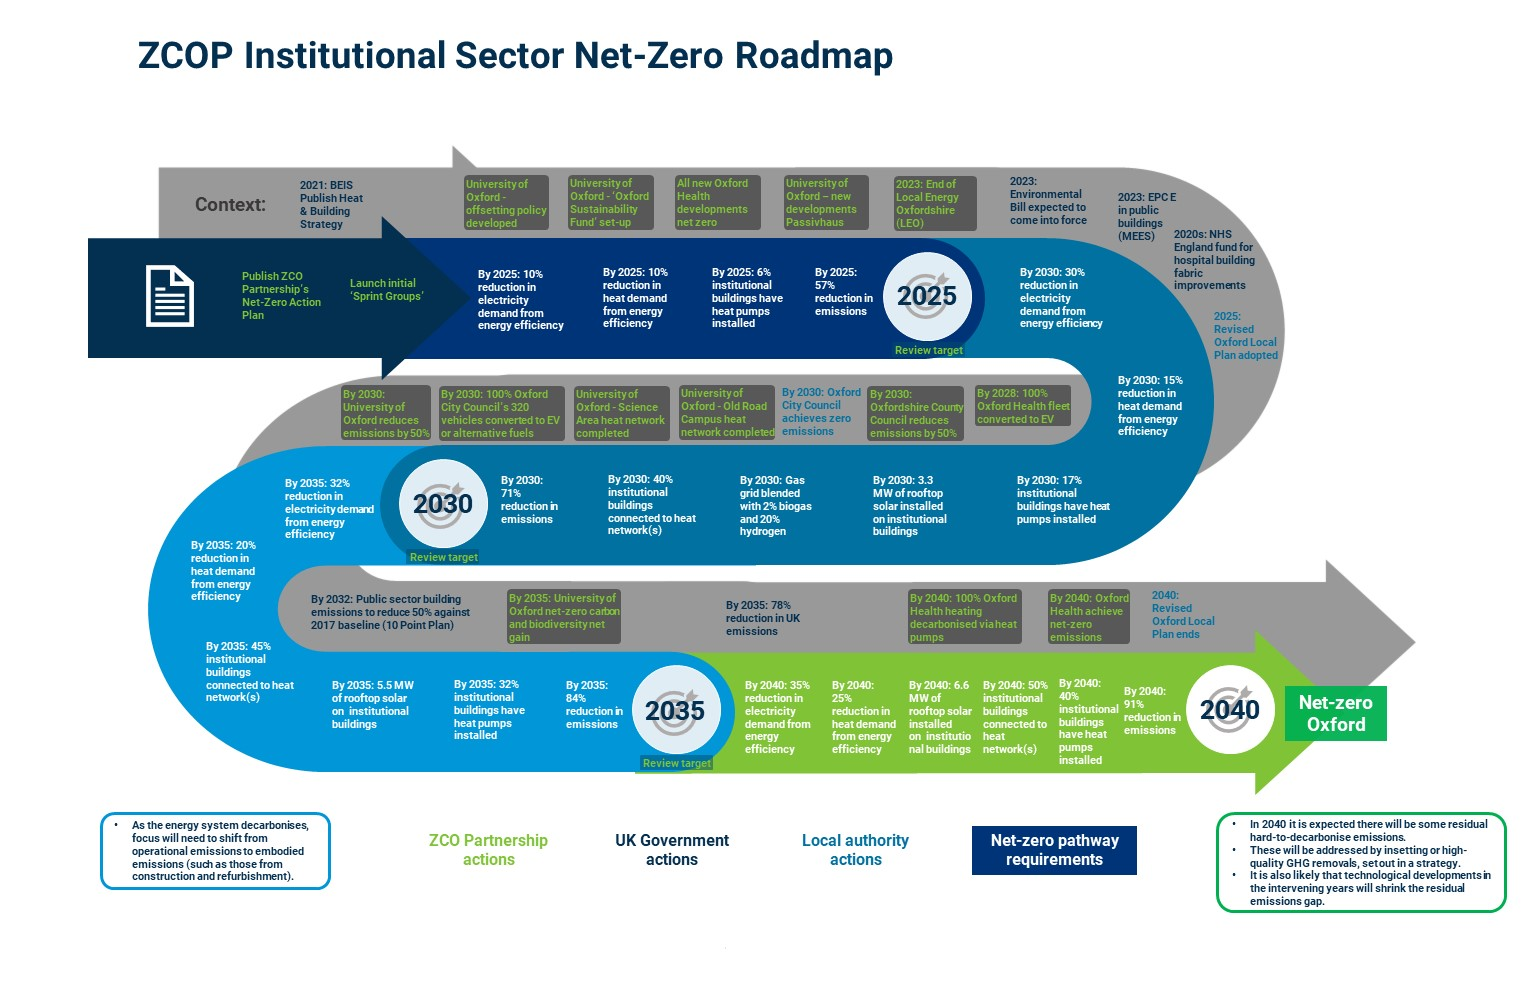 ZCOP Institutional Sector Net-Zero Roadmap
Context:
2021: BEIS
Publish Heat
& Building
Strategy
University of
Oxford -
offsetting policy
developed
University of
Oxford - ‘Oxford
Sustainability
Fund’ set-up
All new Oxford
Health
developments
net zero
University of
Oxford – new
developments
Passivhaus
2023: End of
Local Energy
Oxfordshire
(LEO)
2023:
Environmental
Bill expected to
come into force
2023: EPC E
in public
buildings
(MEES)
2020s: NHS
England fund for
hospital building
fabric
improvements
2025:
Revised
Oxford Local
Plan adopted
Publish ZCO
Partnership’s
Net-Zero Action
Plan
Launch initial
‘Sprint Groups’
By 2025: 10%
reduction in
electricity
demand from
energy efficiency
By 2025: 10%
reduction in
heat demand
from energy
efficiency
By 2025: 6%
institutional
buildings have
heat pumps
installed
By 2025:
57%
reduction in
emissions
2025
Review target
By 2030: 30%
reduction in
electricity
demand from
energy efficiency
By 2030: 15%
reduction in
heat demand
from energy
efficiency
By 2030:
University of
Oxford reduces
emissions by 50%
By 2030: 100% Oxford
City Council’s 320
vehicles converted to EV
or alternative fuels
University of
Oxford - Science
Area heat network
completed
University of
Oxford - Old Road
Campus heat
network completed
By 2030: Oxford
City Council
achieves zero
emissions
By 2030:
Oxfordshire County
Council reduces
emissions by 50%
By 2028: 100%
Oxford Health fleet
converted to EV
By 2035: 32%
reduction in
electricity demand
from energy
efficiency
2030
Review target
By 2030:
71%
reduction in
emissions
By 2030: 40%
institutional
buildings
connected to heat
network(s)
By 2030: Gas
grid blended
with 2% biogas
and 20%
hydrogen
By 2030: 3.3
MW of rooftop
solar installed
on institutional
buildings
By 2030: 17%
institutional
buildings have heat
pumps installed
By 2035: 20%
reduction in
heat demand
from energy
efficiency
By 2032: Public sector building
emissions to reduce 50% against
2017 baseline (10 Point Plan)
By 2035: University of
Oxford net-zero carbon
and biodiversity net
gain
By 2035: 78%
reduction in UK
emissions
By 2040: 100% Oxford
Health heating
decarbonised via heat
pumps
By 2040: Oxford
Health achieve
net-zero
emissions
2040:
Revised
Oxford Local
Plan ends
By 2035: 45%
institutional
buildings
connected to heat
network(s)
By 2035: 5.5 MW
of rooftop solar
on institutional
buildings
By 2035: 32%
institutional
buildings have
heat pumps
installed
By 2035:
84%
reduction in
emissions
2035
Review target
By 2040: 35%
reduction in
electricity
demand from
energy
efficiency
By 2040:
25%
reduction in
heat demand
from energy
efficiency
By 2040: 6.6
MW of
rooftop solar
installed
on institutio
nal buildings
By 2040: 50%
institutional
buildings
connected to
heat
network(s)
By 2040:
40%
institutional
buildings
have heat
pumps
installed
By 2040:
91%
reduction in
emissions
2040
Net-zero
Oxford
• As the energy system decarbonises,
focus will need to shift from
operational emissions to embodied
emissions (such as those from
construction and refurbishment).
ZCO Partnership
actions
UK Government
actions
Local authority
actions
Net-zero pathway
requirements
• In 2040 it is expected there will be some residual
hard-to-decarbonise emissions.
• These will be addressed by insetting or high-
quality GHG removals, set out in a strategy.
• It is also likely that technological developments in
the intervening years will shrink the residual
emissions gap.